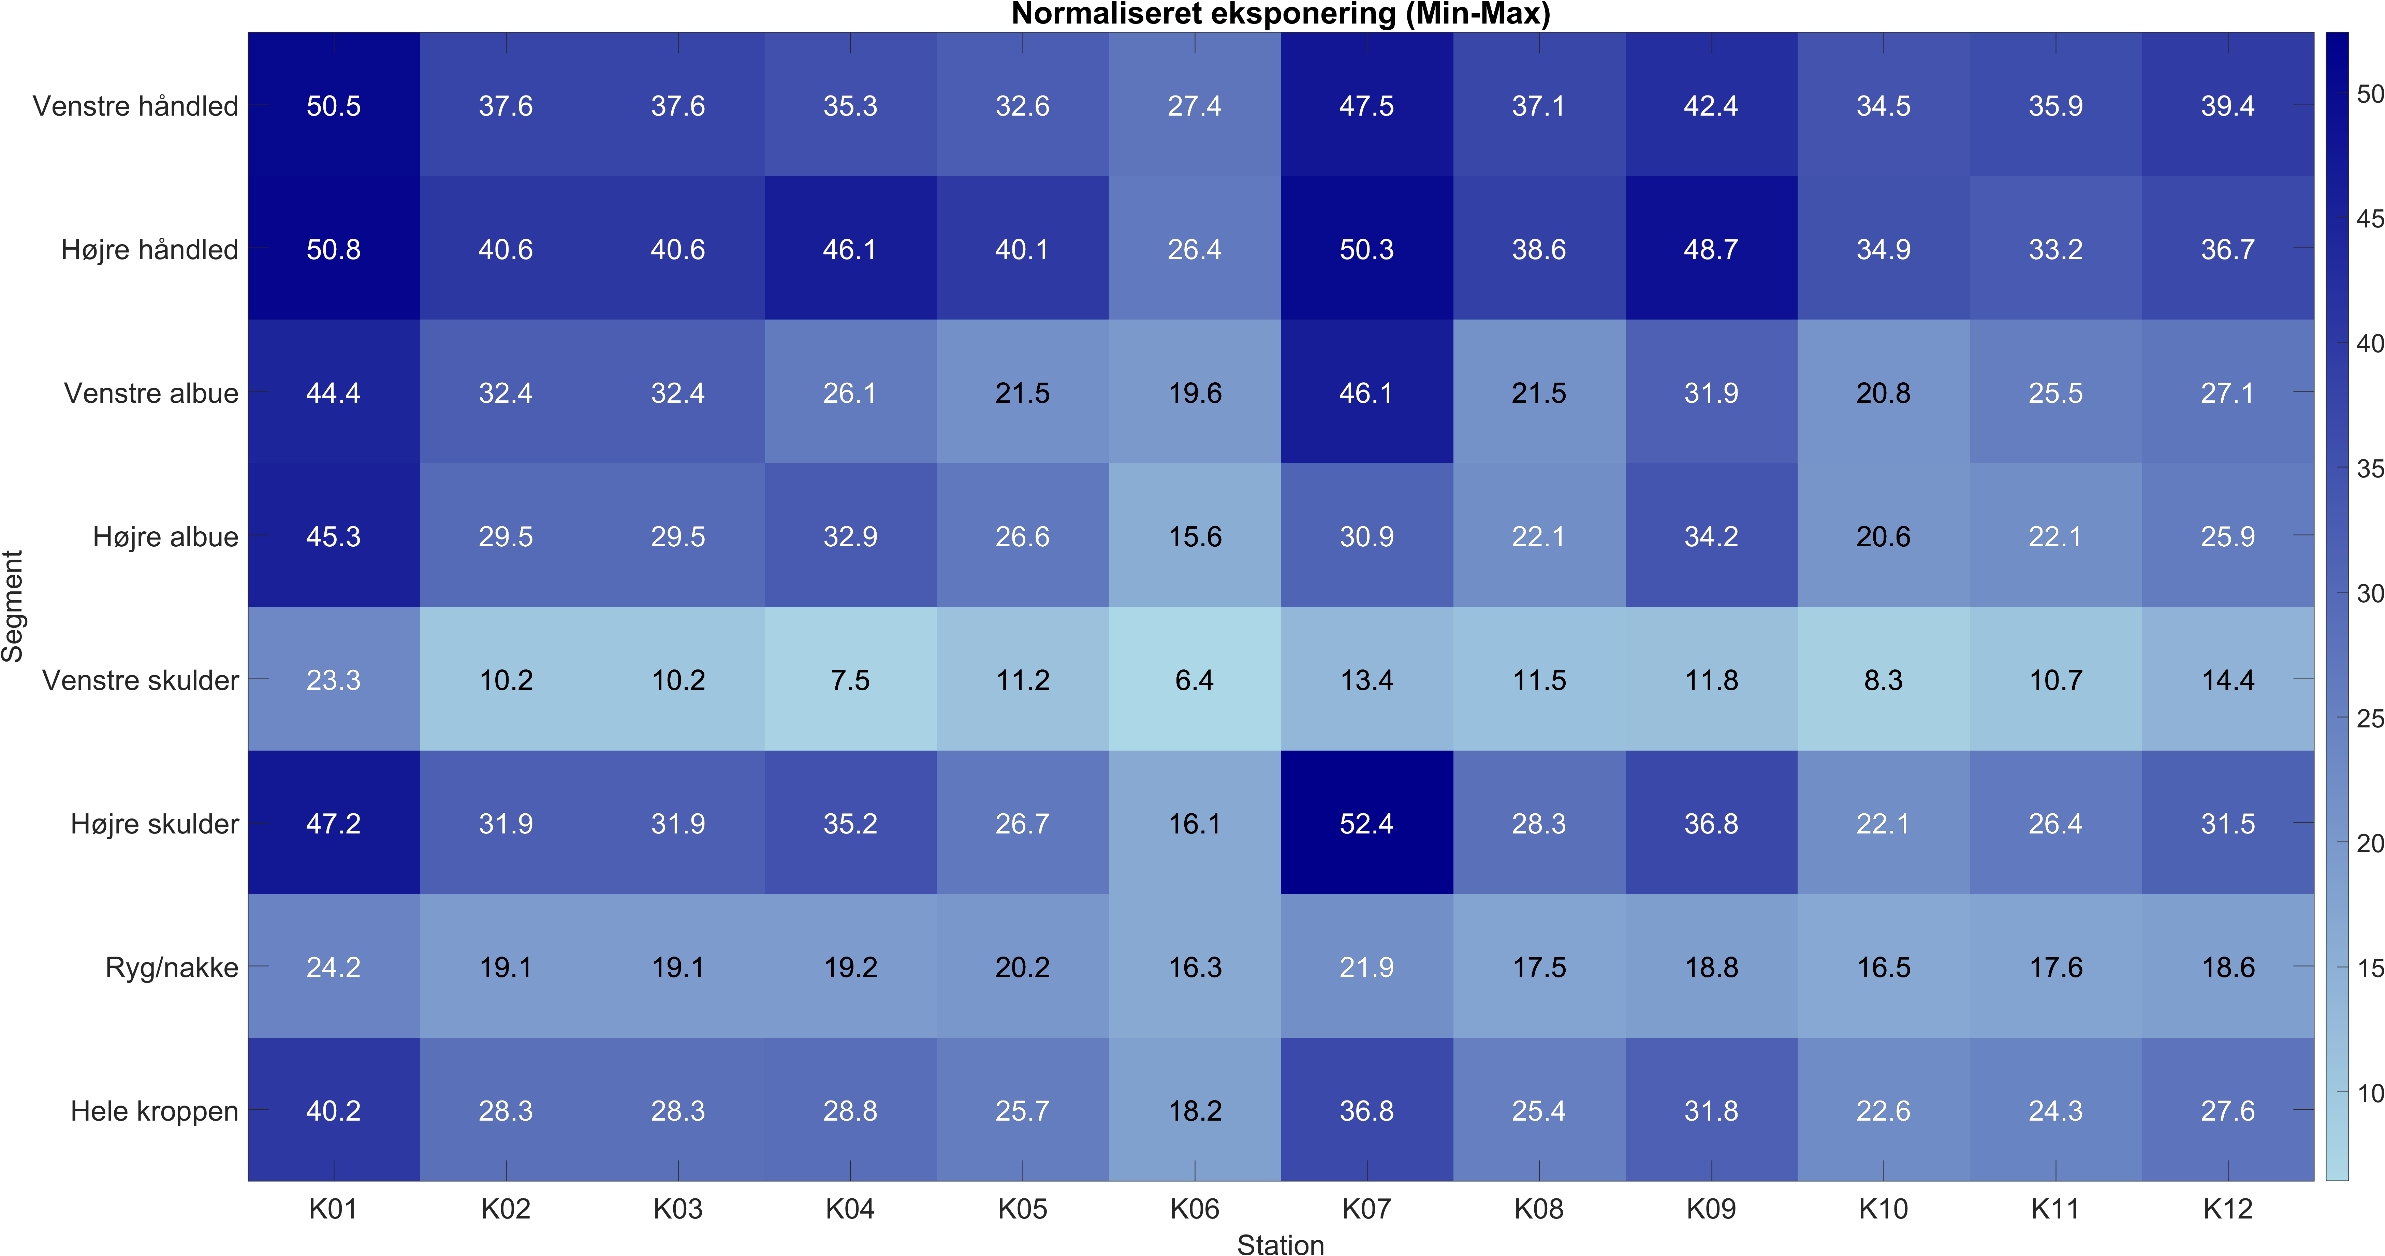 Normaliseret eksponering (Min-Max)
Venstre håndled 50.5 37.6 37.6 35.3 32.6 27.4 47.5 37.1 42.4 34.5 35.9 39.4
Højre håndled 50.8 40.6 40.6 46.1 40.1 26.4 50.3 38.6 48.7 34.9 33.2 36.7
Venstre albue 44.4 32.4 32.4 26.1 21.5 19.6 46.1 21.5 31.9 20.8 25.5 27.1
Højre albue 45.3 29.5 29.5 32.9 26.6 15.6 30.9 22.1 34.2 20.6 22.1 25.9
Venstre skulder 23.3 10.2 10.2 7.5 11.2 6.4 13.4 11.5 11.8 8.3 10.7 14.4
Højre skulder 47.2 31.9 31.9 35.2 26.7 16.1 52.4 28.3 36.8 22.1 26.4 31.5
Ryg/nakke 24.2 19.1 19.1 19.2 20.2 16.3 21.9 17.5 18.8 16.5 17.6 18.6
Hele kroppen 40.2 28.3 28.3 28.8 25.7 18.2 36.8 25.4 31.8 22.6 24.3 27.6
K01 K02 K03 K04 K05 K06 K07 K08 K09 K10 K11 K12
Station
Segment
50
45
40
35
30
25
20
15
10